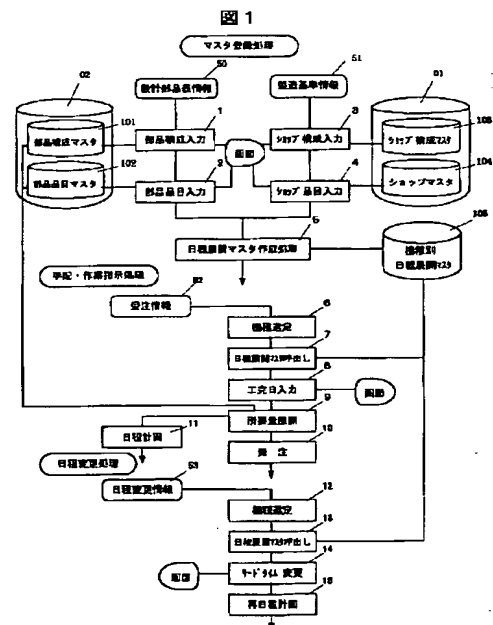 図 1
マスタ登録処理
50
設計部品表情報
51
製造基準情報
02
101
部品構成マスタ
102
部品品目マスタ
1
部品構成入力
2
部品品目入力
画面
3
ショップ構成入力
4
ショップ品目入力
01
103
ショップ構成マスタ
104
ショップマスタ
5
日程展開マスタ作成処理
105
機種別
日程展開マスタ
手配・作業指示処理
52
受注情報
6
機種選定
7
日程展開マスタ呼出し
8
工完日入力
画面
9
所要量展開
10
発 注
11
日程計画
日程変更処理
53
日程変更情報
12
機種選定
13
日程展開マスタ呼出し
14
リードタイム 変更
画面
15
再日程計画